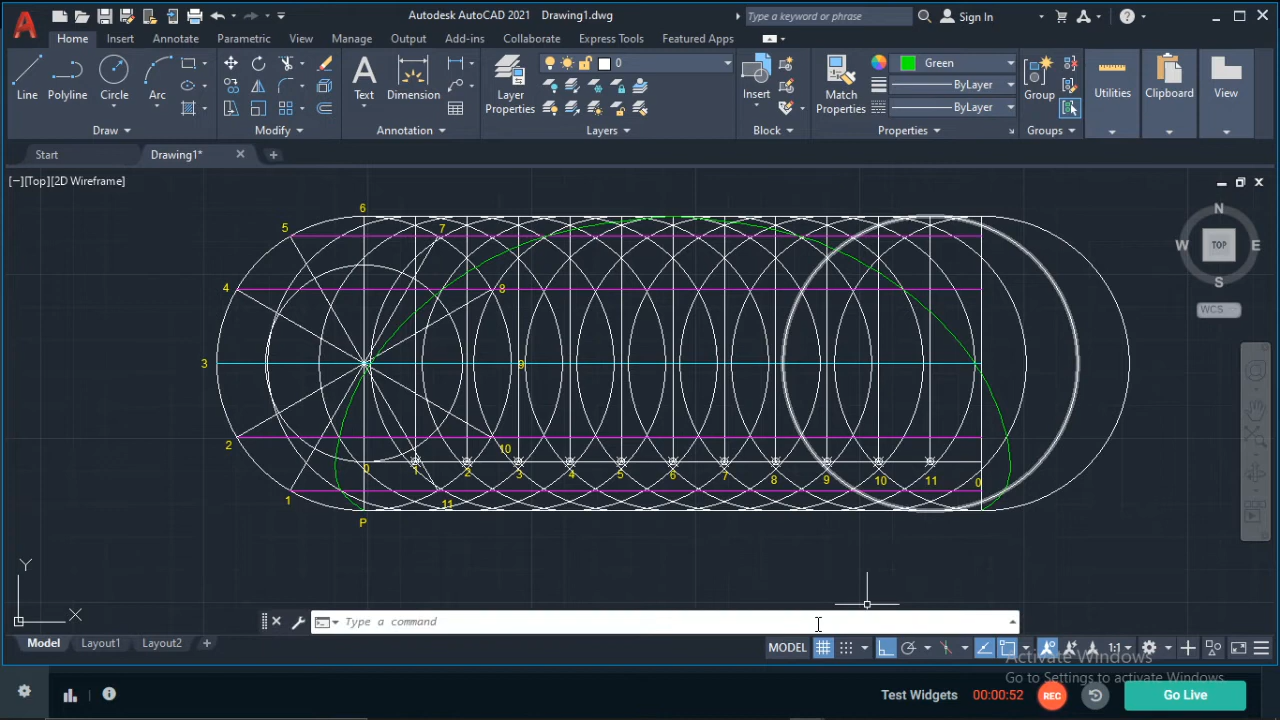 Autodesk AutoCAD 2021 Drawing1.dwg
Type a keyword or phrase
Sign In
Home Insert Annotate Parametric View Manage Output Add-ins Collaborate Express Tools Featured Apps
Line Polyline Circle Arc
Text Dimension
Layer Properties
0
Insert
Match Properties
Green
ByLayer
ByLayer
Group
Utilities
Clipboard
View
Draw Modify Annotation Layers Block Properties Groups
Start Drawing1*
[−][Top][2D Wireframe]
N
W TOP E
S
WCS
6
5 7
4 8
3 9
2 10
0 1 2 3 4 5 6 7 8 9 10 11 0
1 11
P
Y
X
Type a command
Model Layout1 Layout2
MODEL 1:1
Activate Windows
Go to Settings to activate Windows.
Test Widgets 00:00:52 REC Go Live